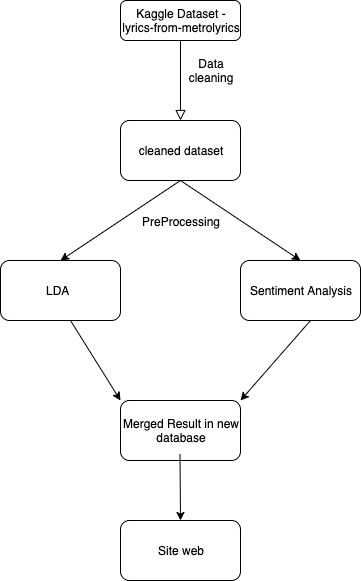 Kaggle Dataset -
lyrics-from-metrolyrics
Data
cleaning
cleaned dataset
PreProcessing
LDA
Sentiment Analysis
Merged Result in new
database
Site web